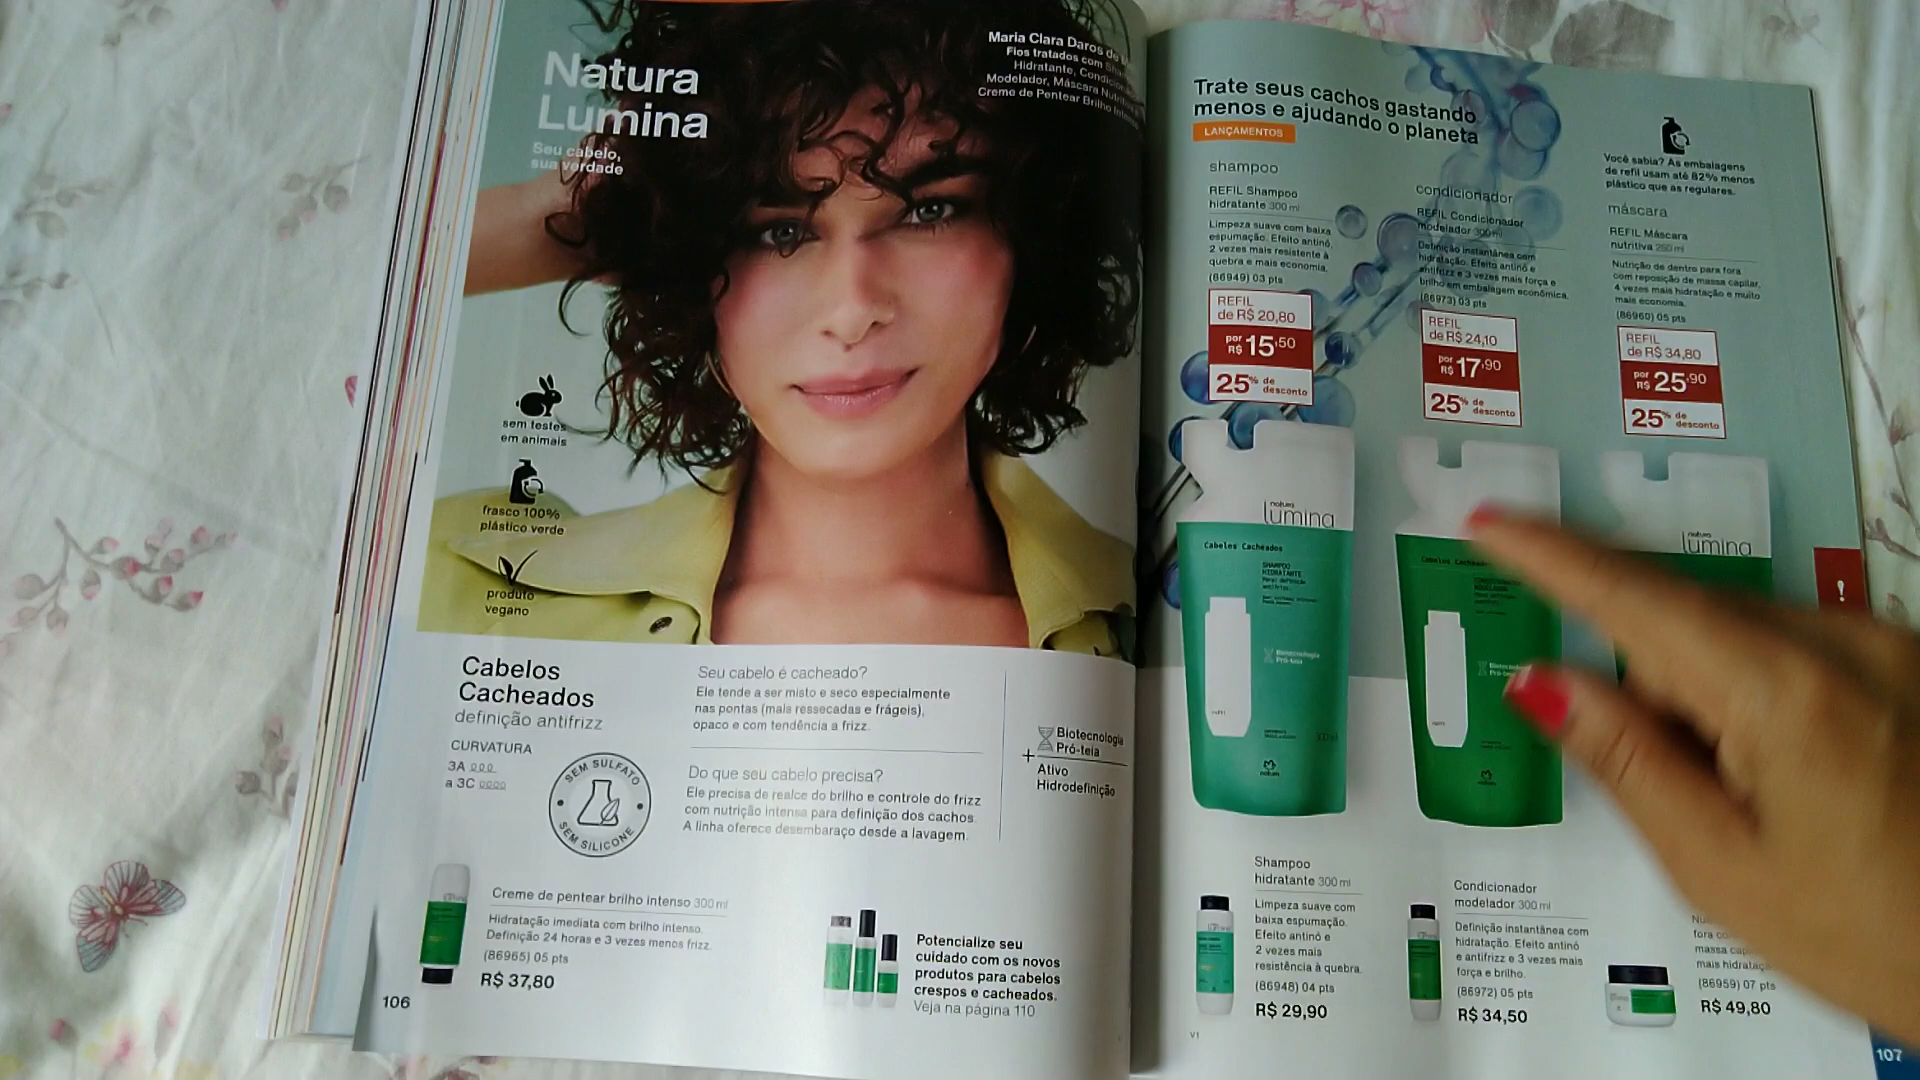 Natura
Lumina
Seu cabelo,
sua verdade
Maria Clara Daros de
Fios tratados com
Hidratante,
Modelador, Máscara
Creme de Pentear Brilho
sem testes
em animais
frasco 100%
plástico verde
produto
vegano
Cabelos
Cacheados
definição antifrizz
CURVATURA
3A
a 3C
SEM SULFATO
SEM SILICONE
Seu cabelo é cacheado?
Ele tende a ser misto e seco especialmente
nas pontas (mais ressecadas e frágeis),
opaco e com tendência a frizz.
Do que seu cabelo precisa?
Ele precisa de realce do brilho e controle do frizz
com nutrição intensa para definição dos cachos.
A linha oferece desembaraço desde a lavagem.
Biotecnologia
Pró-teia
+
Ativo
Hidrodefinição
Creme de pentear brilho intenso 300 ml
Hidratação imediata com brilho intenso.
Definição 24 horas e 3 vezes menos frizz.
(86965) 05 pts
R$ 37,80
Potencialize seu
cuidado com os novos
produtos para cabelos
crespos e cacheados.
Veja na página 110
106
Trate seus cachos gastando
menos e ajudando o planeta
LANÇAMENTOS
Você sabia? As embalagens
de refil usam até 82% menos
plástico que as regulares.
shampoo
REFIL Shampoo
hidratante 300 ml
Limpeza suave com baixa
espumação. Efeito antinó,
2 vezes mais resistente à
quebra e mais economia.
(86949) 03 pts
REFIL
de R$ 20,80
por
R$ 15,50
25% de
desconto
condicionador
REFIL Condicionador
modelador 300 ml
Definição instantânea com
hidratação. Efeito antinó e
antifrizz e 3 vezes mais força e
brilho em embalagem econômica.
(86973) 03 pts
REFIL
de R$ 24,10
por
R$ 17,90
25% de
desconto
máscara
REFIL Máscara
nutritiva 250 ml
Nutrição de dentro para fora
com reposição de massa capilar,
4 vezes mais hidratação e muito
mais economia.
(86960) 05 pts
REFIL
de R$ 34,80
por
R$ 25,90
25% de
desconto
natura
lumina
Cabelos Cacheados
SHAMPOO
HIDRATANTE
Biotecnologia
Pró-teia
natura
Cabelos
natura
natura
lumina
!
Shampoo
hidratante 300 ml
Limpeza suave com
baixa espumação.
Efeito antinó e
2 vezes mais
resistência à quebra.
(86948) 04 pts
R$ 29,90
Condicionador
modelador 300 ml
Definição instantânea com
hidratação. Efeito antinó
e antifrizz e 3 vezes mais
força e brilho.
(86972) 05 pts
R$ 34,50
fora
massa
mais
(86959) 07 pts
R$ 49,80
V1
107